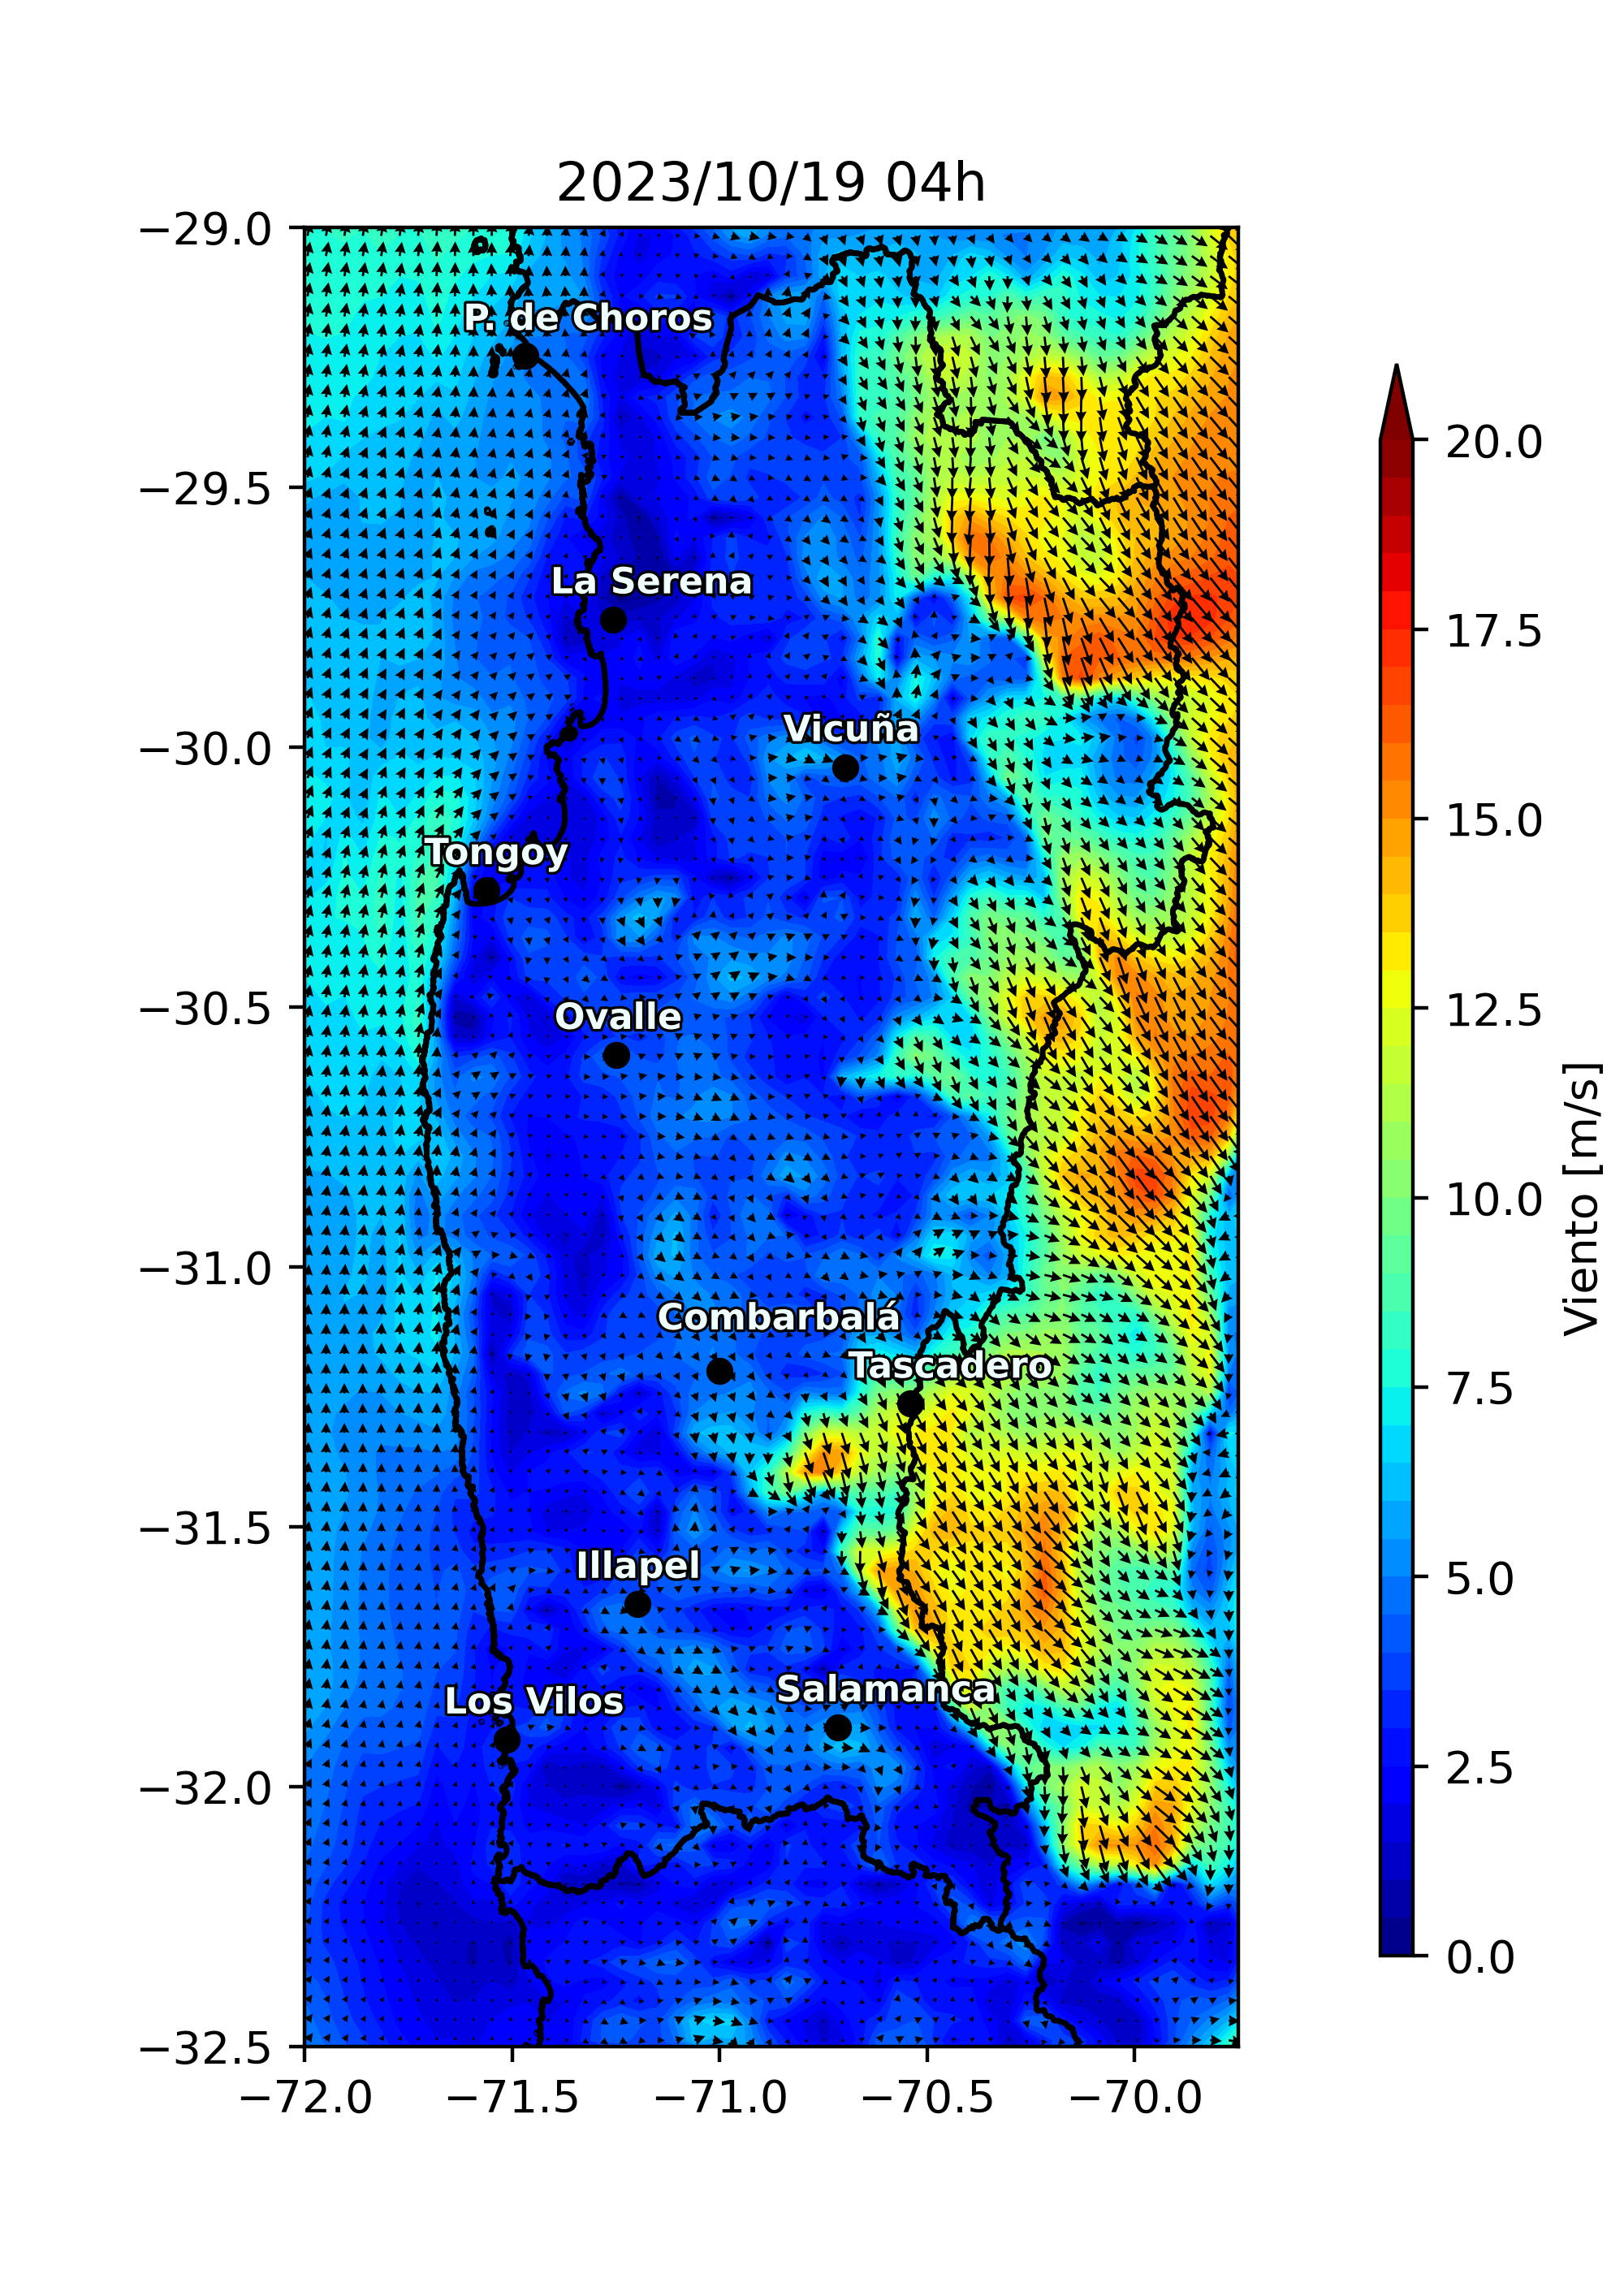 2023/10/19 04h
−29.0
−29.5
−30.0
−30.5
−31.0
−31.5
−32.0
−32.5
−72.0
−71.5
−71.0
−70.5
−70.0
P. de Choros
La Serena
Vicuña
Tongoy
Ovalle
Combarbalá
Tascadero
Illapel
Salamanca
Los Vilos
20.0
17.5
15.0
12.5
10.0
7.5
5.0
2.5
0.0
Viento [m/s]